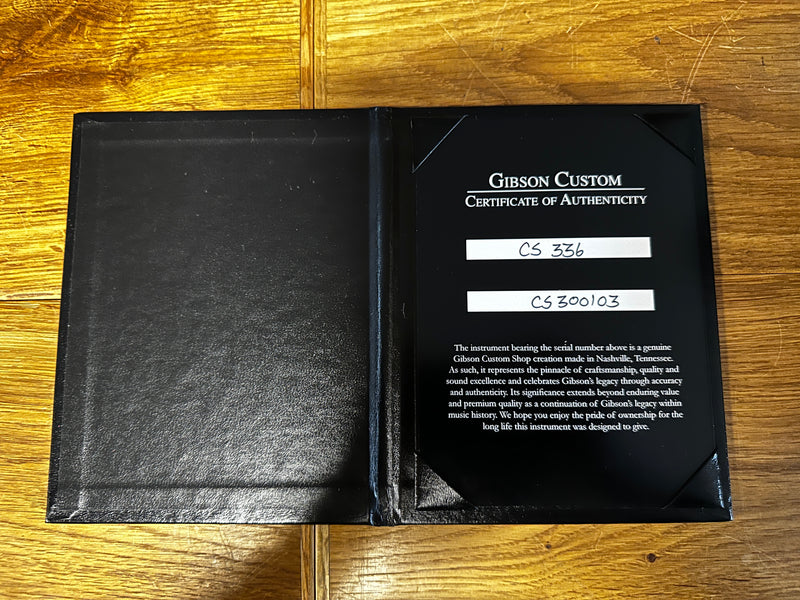 GIBSON CUSTOM
CERTIFICATE OF AUTHENTICITY
CS 336
CS300103
The instrument bearing the serial number above is a genuine
Gibson Custom Shop creation made in Nashville, Tennessee.
As such, it represents the pinnacle of craftsmanship, quality and
sound excellence and celebrates Gibson's legacy through accuracy
and authenticity. Its significance extends beyond enduring value
and premium quality as a continuation of Gibson's legacy within
music history. We hope you enjoy the pride of ownership for the
long life this instrument was designed to give.